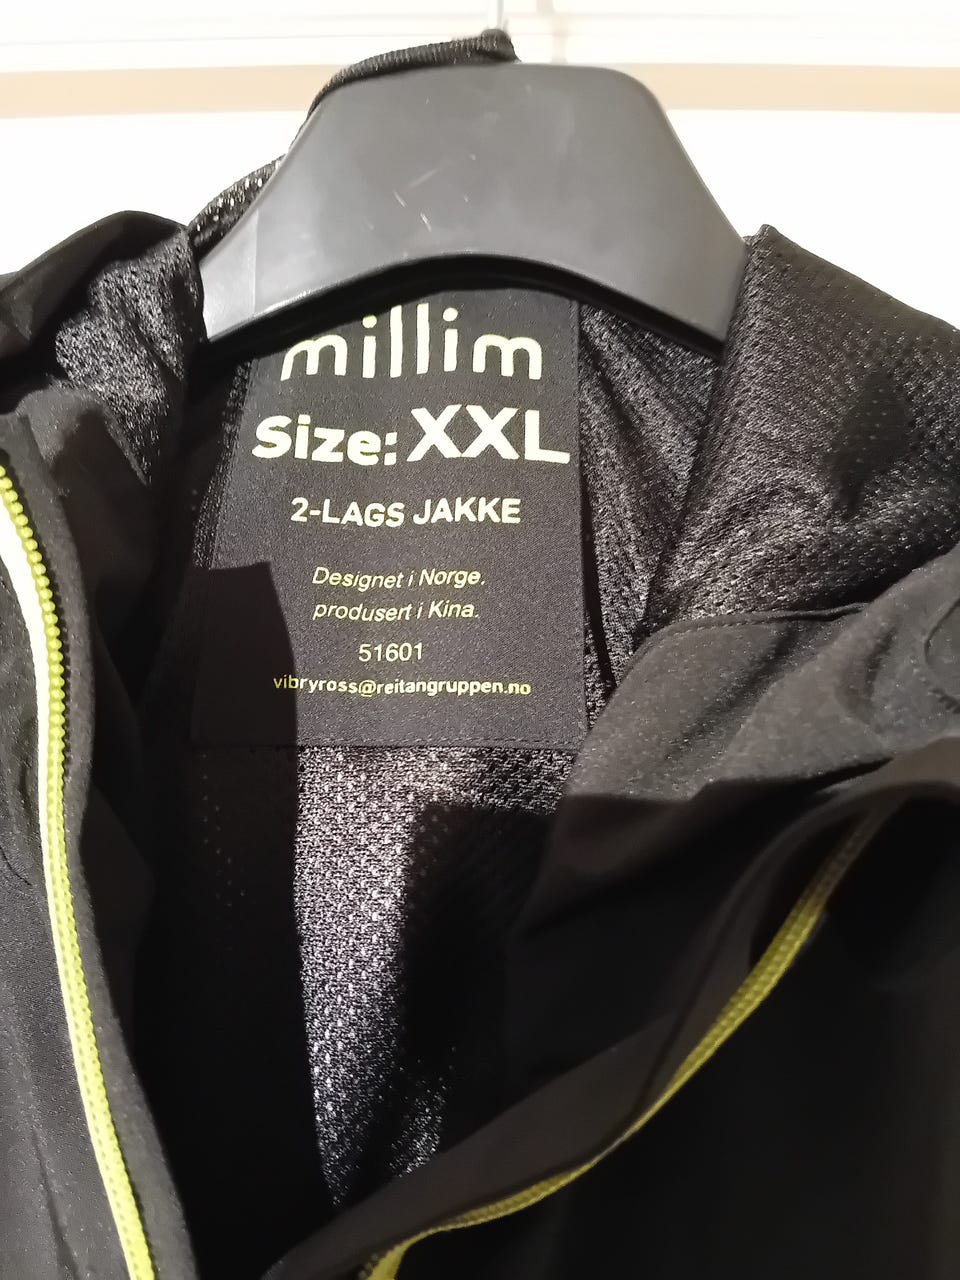 millim
Size: XXL
2-LAGS JAKKE
Designet i Norge.
produsert i Kina.
51601
vibryross@reitangruppen.no